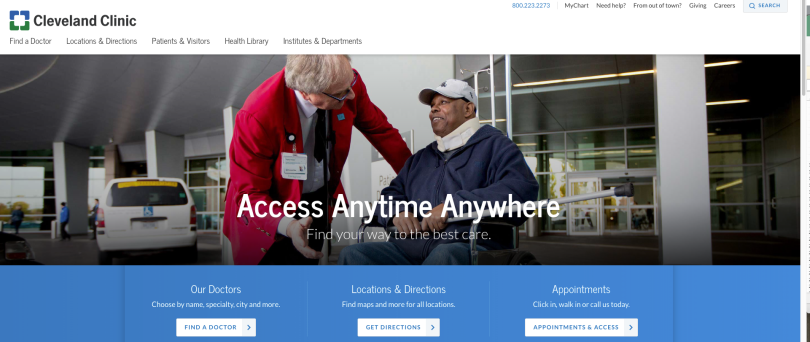 800.223.2273 MyChart Need help? From out of town? Giving Careers SEARCH
Cleveland Clinic
Find a Doctor Locations & Directions Patients & Visitors Health Library Institutes & Departments
Access Anytime Anywhere
Find your way to the best care.
Our Doctors Locations & Directions Appointments
Choose by name, specialty, city and more. Find maps and more for all locations. Click in, walk in or call us today.
FIND A DOCTOR GET DIRECTIONS APPOINTMENTS & ACCESS